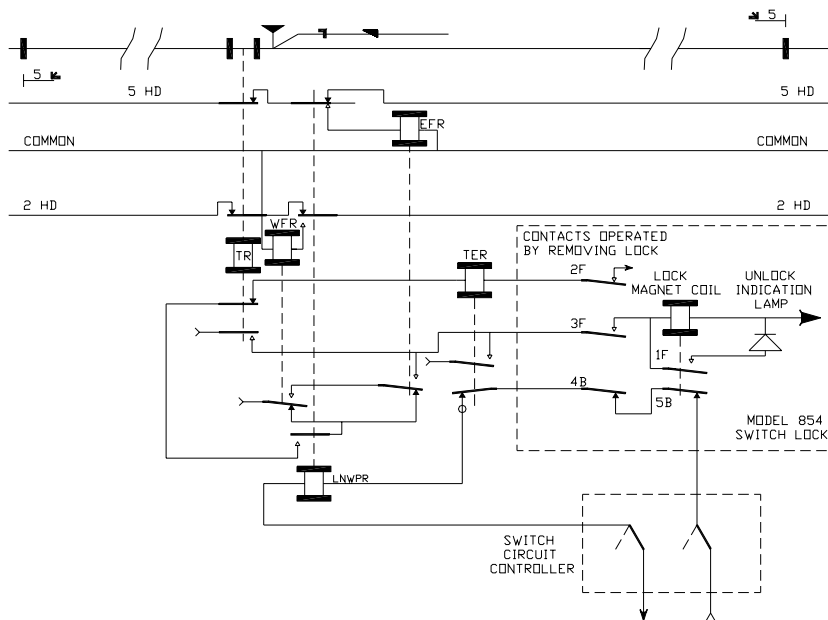 5
5
5 HD
5 HD
EFR
COMMON
COMMON
2 HD
2 HD
WFR
CONTACTS OPERATED
BY REMOVING LOCK
TR
TER
2F
LOCK
MAGNET COIL
UNLOCK
INDICATION
LAMP
3F
1F
4B
5B
MODEL 854
SWITCH LOCK
LNWPR
SWITCH
CIRCUIT
CONTROLLER